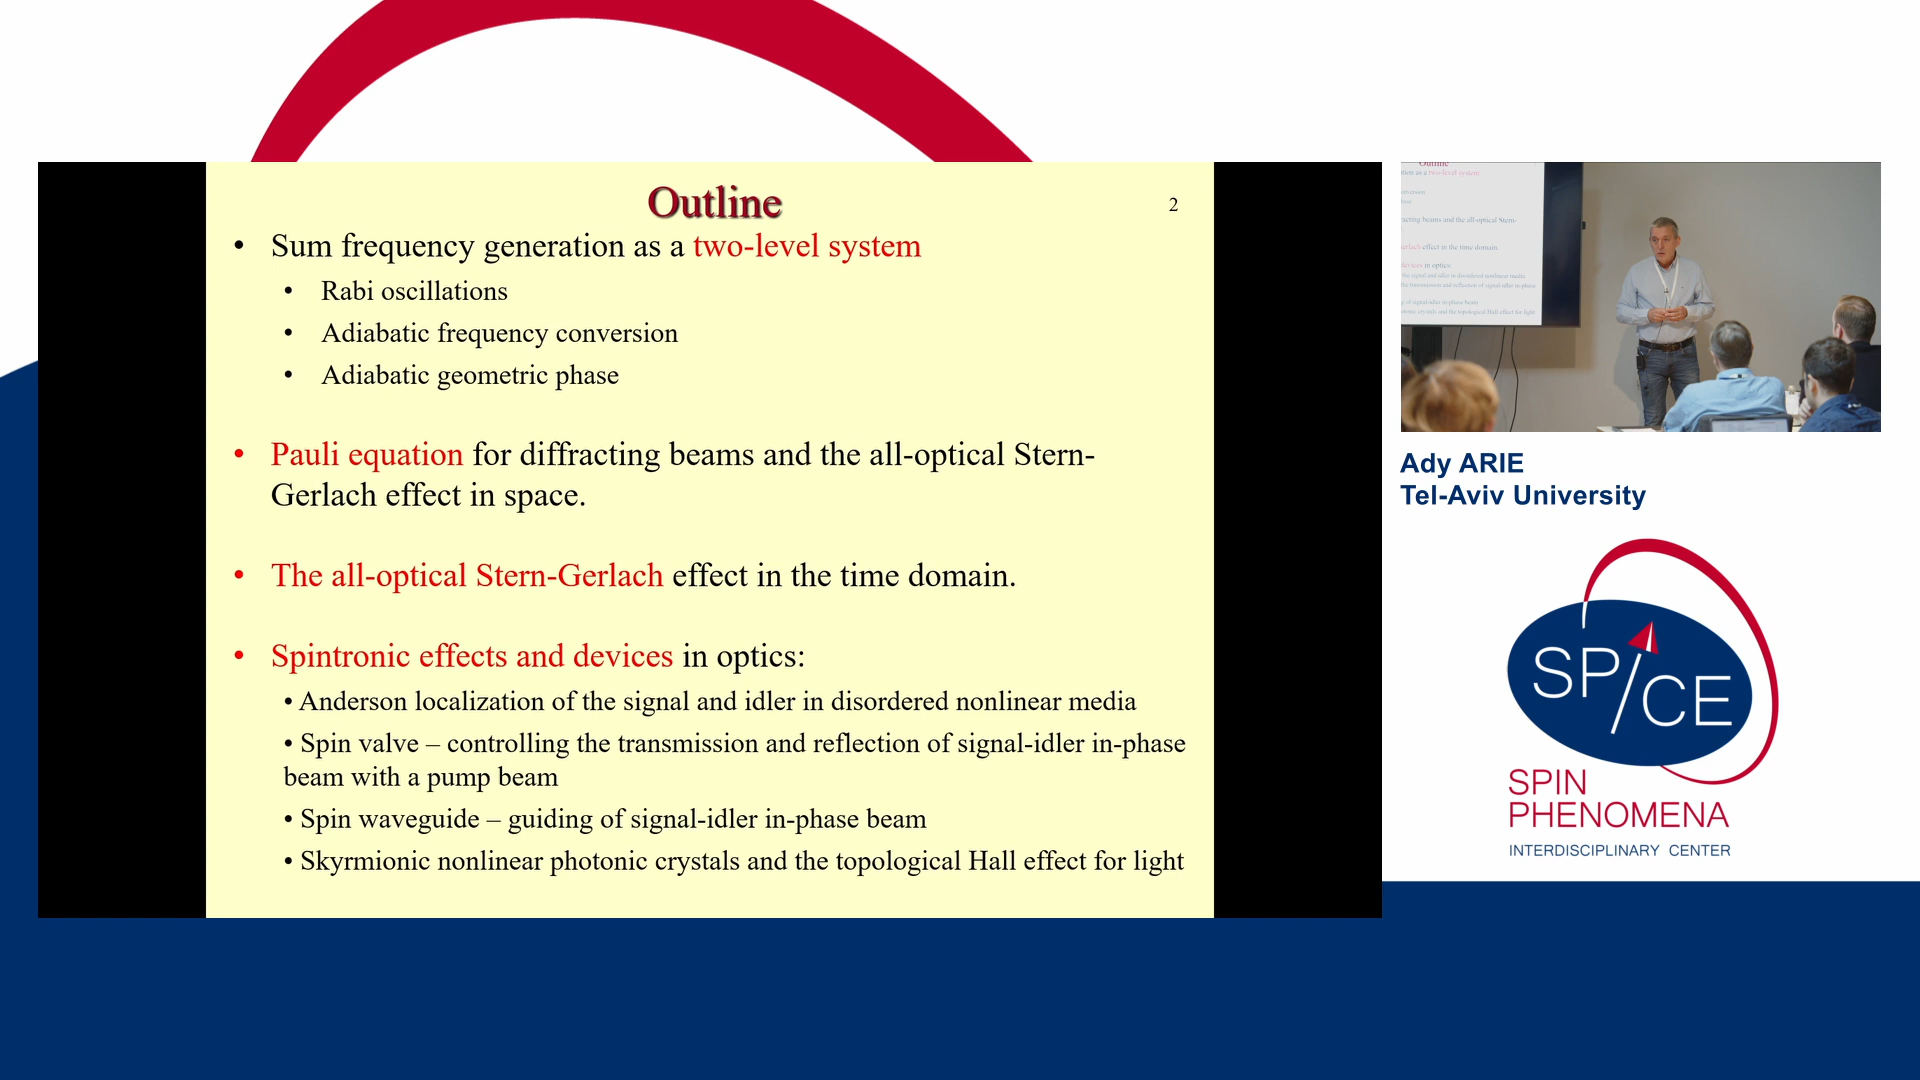 Outline
2
• Sum frequency generation as a two-level system
• Rabi oscillations
• Adiabatic frequency conversion
• Adiabatic geometric phase
• Pauli equation for diffracting beams and the all-optical Stern-
Gerlach effect in space.
• The all-optical Stern-Gerlach effect in the time domain.
• Spintronic effects and devices in optics:
• Anderson localization of the signal and idler in disordered nonlinear media
• Spin valve – controlling the transmission and reflection of signal-idler in-phase
beam with a pump beam
• Spin waveguide – guiding of signal-idler in-phase beam
• Skyrmionic nonlinear photonic crystals and the topological Hall effect for light
Ady ARIE
Tel-Aviv University
SP/CE
SPIN
PHENOMENA
INTERDISCIPLINARY CENTER